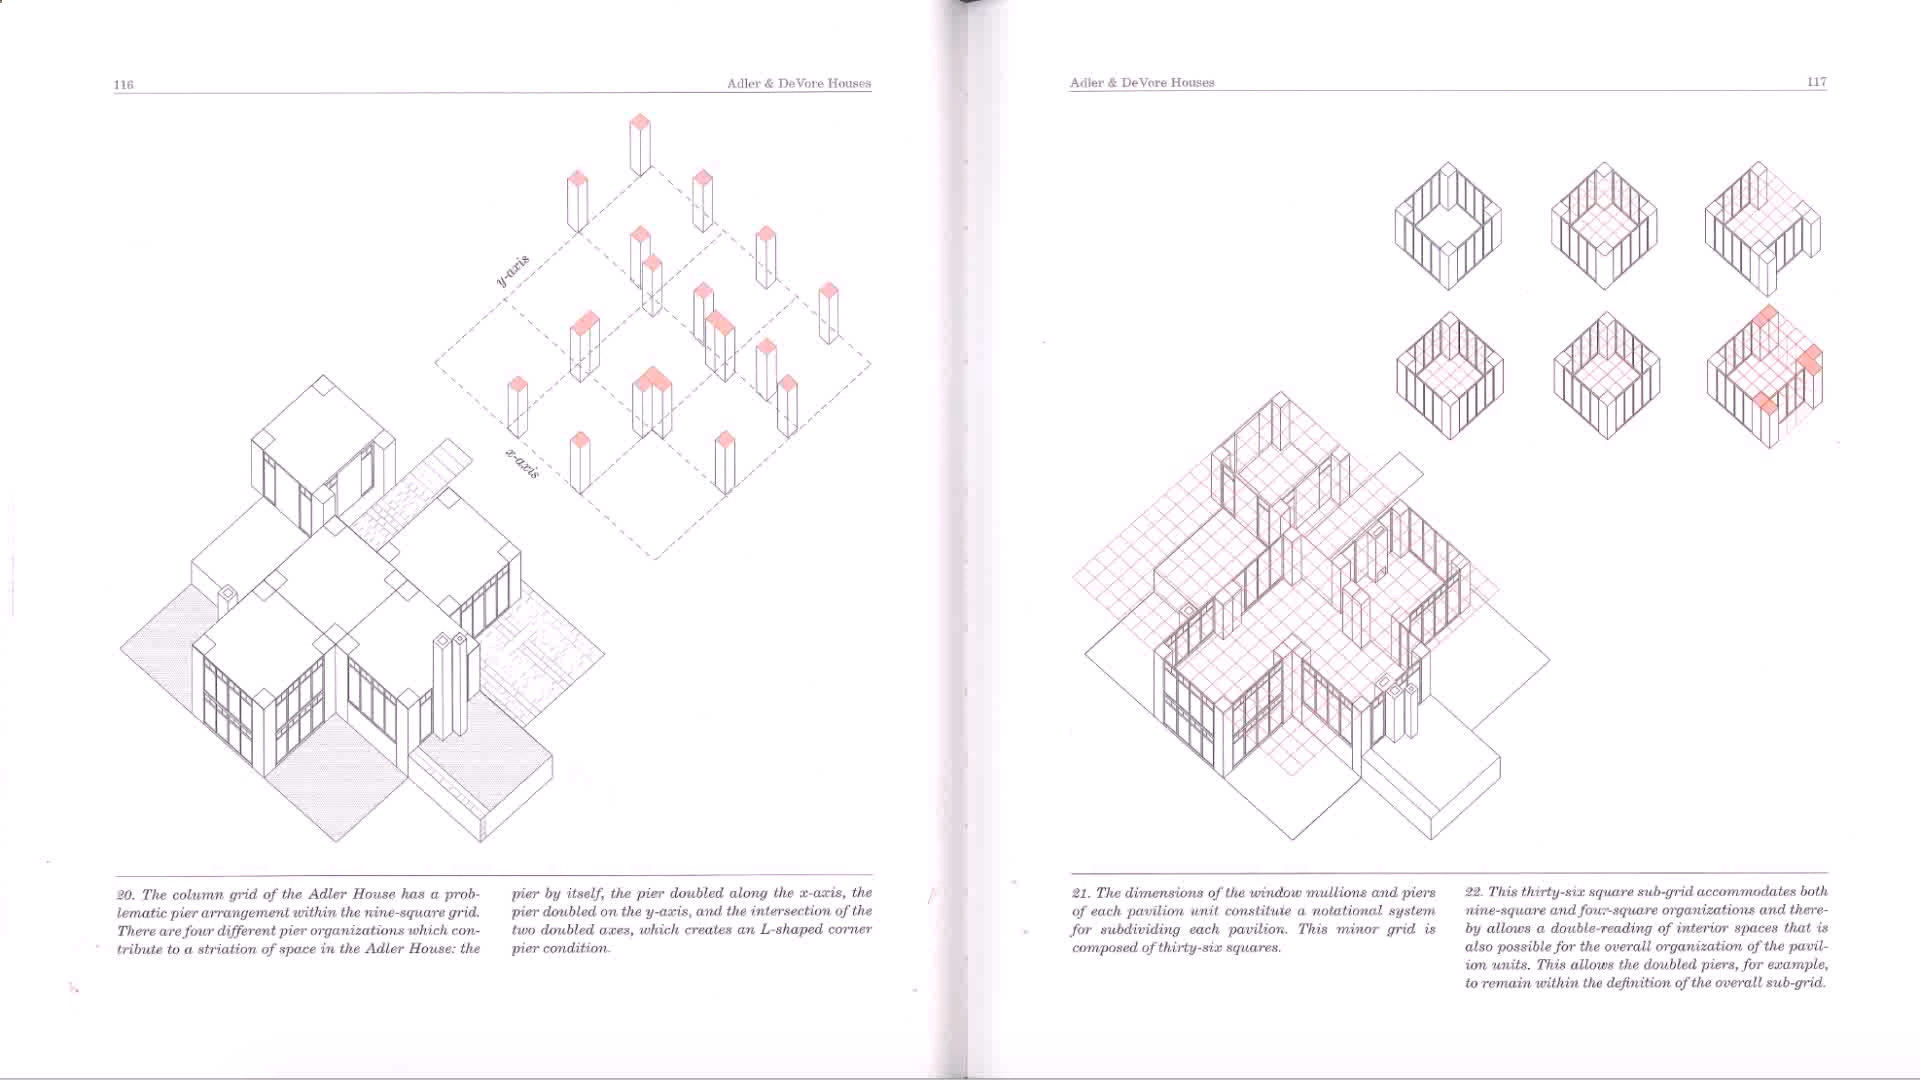 116
Adler & DeVore Houses
y-axis
x-axis
20. The column grid of the Adler House has a prob-
lematic pier arrangement within the nine-square grid.
There are four different pier organizations which con-
tribute to a striation of space in the Adler House: the
pier by itself, the pier doubled along the x-axis, the
pier doubled on the y-axis, and the intersection of the
two doubled axes, which creates an L-shaped corner
pier condition.
Adler & DeVore Houses
117
21. The dimensions of the window mullions and piers
of each pavilion unit constitute a notational system
for subdividing each pavilion. This minor grid is
composed of thirty-six squares.
22. This thirty-six square sub-grid accommodates both
nine-square and four-square organizations and there-
by allows a double-reading of interior spaces that is
also possible for the overall organization of the pavil-
ion units. This allows the doubled piers, for example,
to remain within the definition of the overall sub-grid.